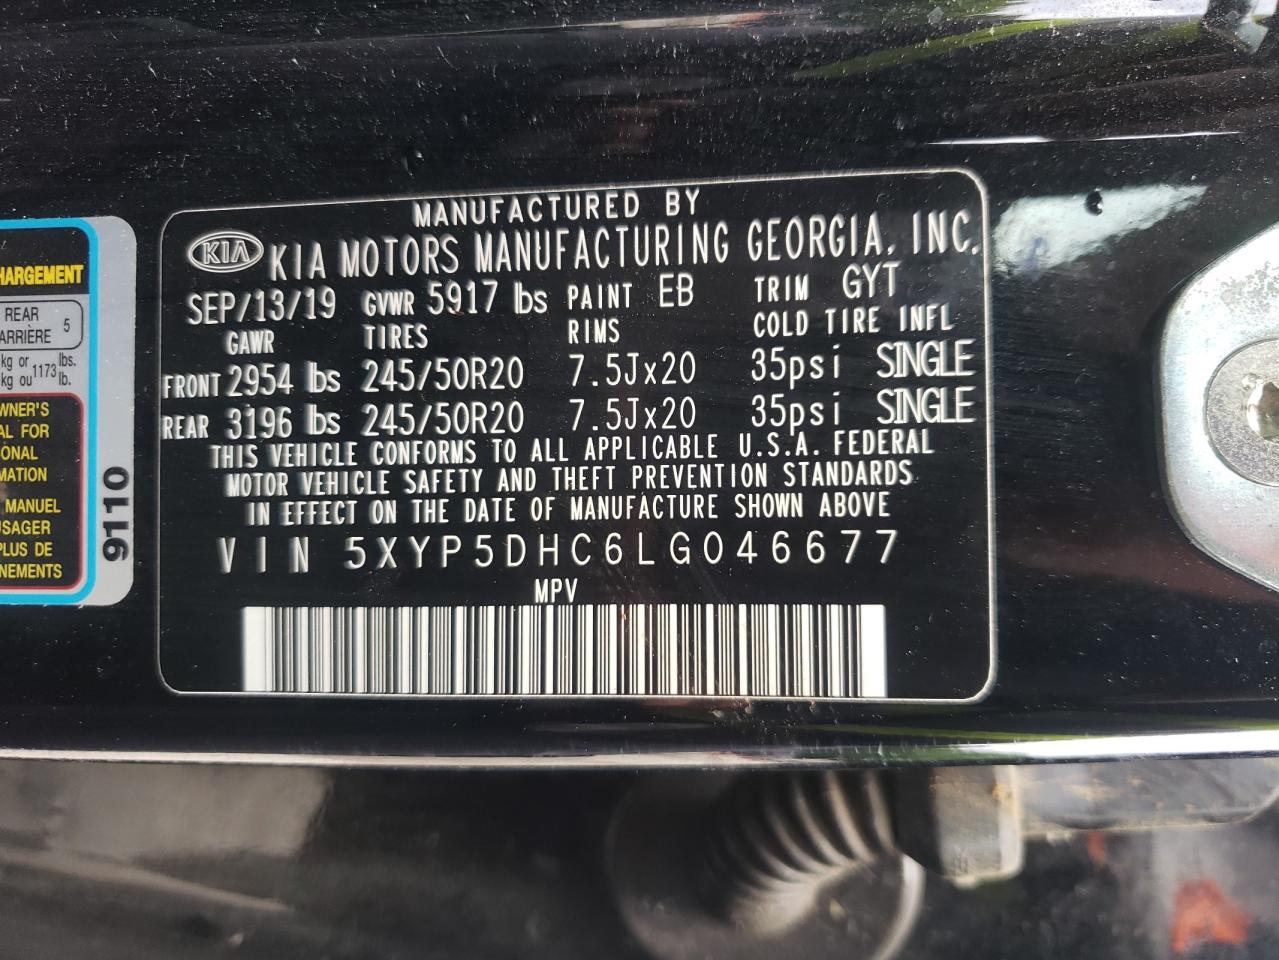 MANUFACTURED BY
KIA KIA MOTORS MANUFACTURING GEORGIA, INC.
SEP/13/19 GVWR 5917 lbs PAINT EB TRIM GYT
GAWR TIRES RIMS COLD TIRE INFL
FRONT 2954 lbs 245/50R20 7.5Jx20 35psi SINGLE
REAR 3196 lbs 245/50R20 7.5Jx20 35psi SINGLE
THIS VEHICLE CONFORMS TO ALL APPLICABLE U.S.A. FEDERAL
MOTOR VEHICLE SAFETY AND THEFT PREVENTION STANDARDS
IN EFFECT ON THE DATE OF MANUFACTURE SHOWN ABOVE
VIN 5XYP5DHC6LG046677
MPV
HARGEMENT
REAR 5
ARRIÈRE
kg or 1173 lbs.
kg ou lb.
WNER'S
AL FOR
ONAL
MATION
MANUEL
USAGER
PLUS DE
NEMENTS
9110